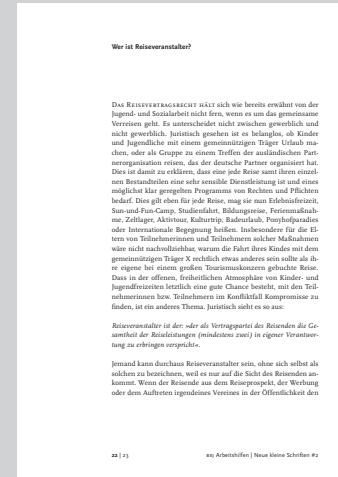 Wer ist Reiseveranstalter?
Das Reisevertragsrecht hält sich wie bereits erwähnt von der
Jugend- und Sozialarbeit nicht fern, wenn es um das gemeinsame
Verreisen geht. Es unterscheidet nicht zwischen gewerblich und
nicht gewerblich. Juristisch gesehen ist es belanglos, ob Kinder
und Jugendliche mit einem gemeinnützigen Träger Urlaub ma-
chen, oder als Gruppe zu einem Treffen der ausländischen Part-
nerorganisation reisen, das der deutsche Partner organisiert hat.
Dies ist damit zu erklären, dass eine jede Reise samt ihren einzel-
nen Bestandteilen eine sehr sensible Dienstleistung ist und eines
möglichst klar geregelten Programms von Rechten und Pflichten
bedarf. Dies gilt eben für jede Reise, mag sie nun Erlebnisfreizeit,
Sun-und-Fun-Camp, Studienfahrt, Bildungsreise, Ferienmaßnah-
me, Zeltlager, Aktivtour, Kulturtrip, Badeurlaub, Ponyhofparadies
oder Internationale Begegnung heißen. Insbesondere für die El-
tern von Teilnehmerinnen und Teilnehmern solcher Maßnahmen
wäre nicht nachvollziehbar, warum die Fahrt ihres Kindes mit dem
gemeinnützigen Träger X rechtlich etwas anderes sein sollte als ih-
re eigene bei einem großen Tourismuskonzern gebuchte Reise.
Dass in der offenen, freiheitlichen Atmosphäre von Kinder- und
Jugendfreizeiten letztlich eine gute Chance besteht, mit den Teil-
nehmerinnen bzw. Teilnehmern im Konfliktfall Kompromisse zu
finden, ist ein anderes Thema. Juristisch sieht es so aus:
Reiseveranstalter ist der: »der als Vertragspartei des Reisenden die Ge-
samtheit der Reiseleistungen (mindestens zwei) in eigener Verantwor-
tung zu erbringen verspricht«.
Jemand kann durchaus Reiseveranstalter sein, ohne sich selbst als
solchen zu bezeichnen, weil es nur auf die Sicht des Reisenden an-
kommt. Wenn der Reisende aus dem Reiseprospekt, der Werbung
oder dem Auftreten irgendeines Vereines in der Öffentlichkeit den
22 | 23 BEJ Arbeitshilfen | Neue kleine Schriften #2